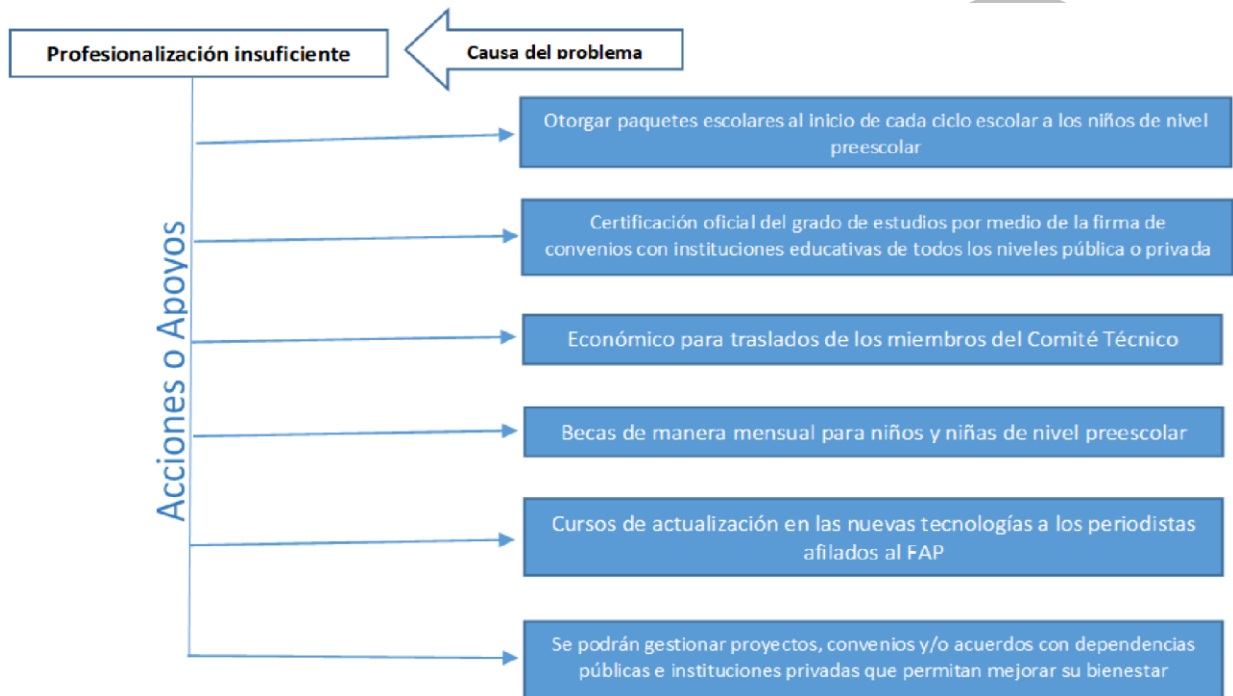 Profesionalización insuficiente
Causa del problema
Acciones o Apoyos
Otorgar paquetes escolares al inicio de cada ciclo escolar a los niños de nivel
preescolar
Certificación oficial del grado de estudios por medio de la firma de
convenios con instituciones educativas de todos los niveles pública o privada
Económico para traslados de los miembros del Comité Técnico
Becas de manera mensual para niños y niñas de nivel preescolar
Cursos de actualización en las nuevas tecnologías a los periodistas
afilados al FAP
Se podrán gestionar proyectos, convenios y/o acuerdos con dependencias
públicas e instituciones privadas que permitan mejorar su bienestar